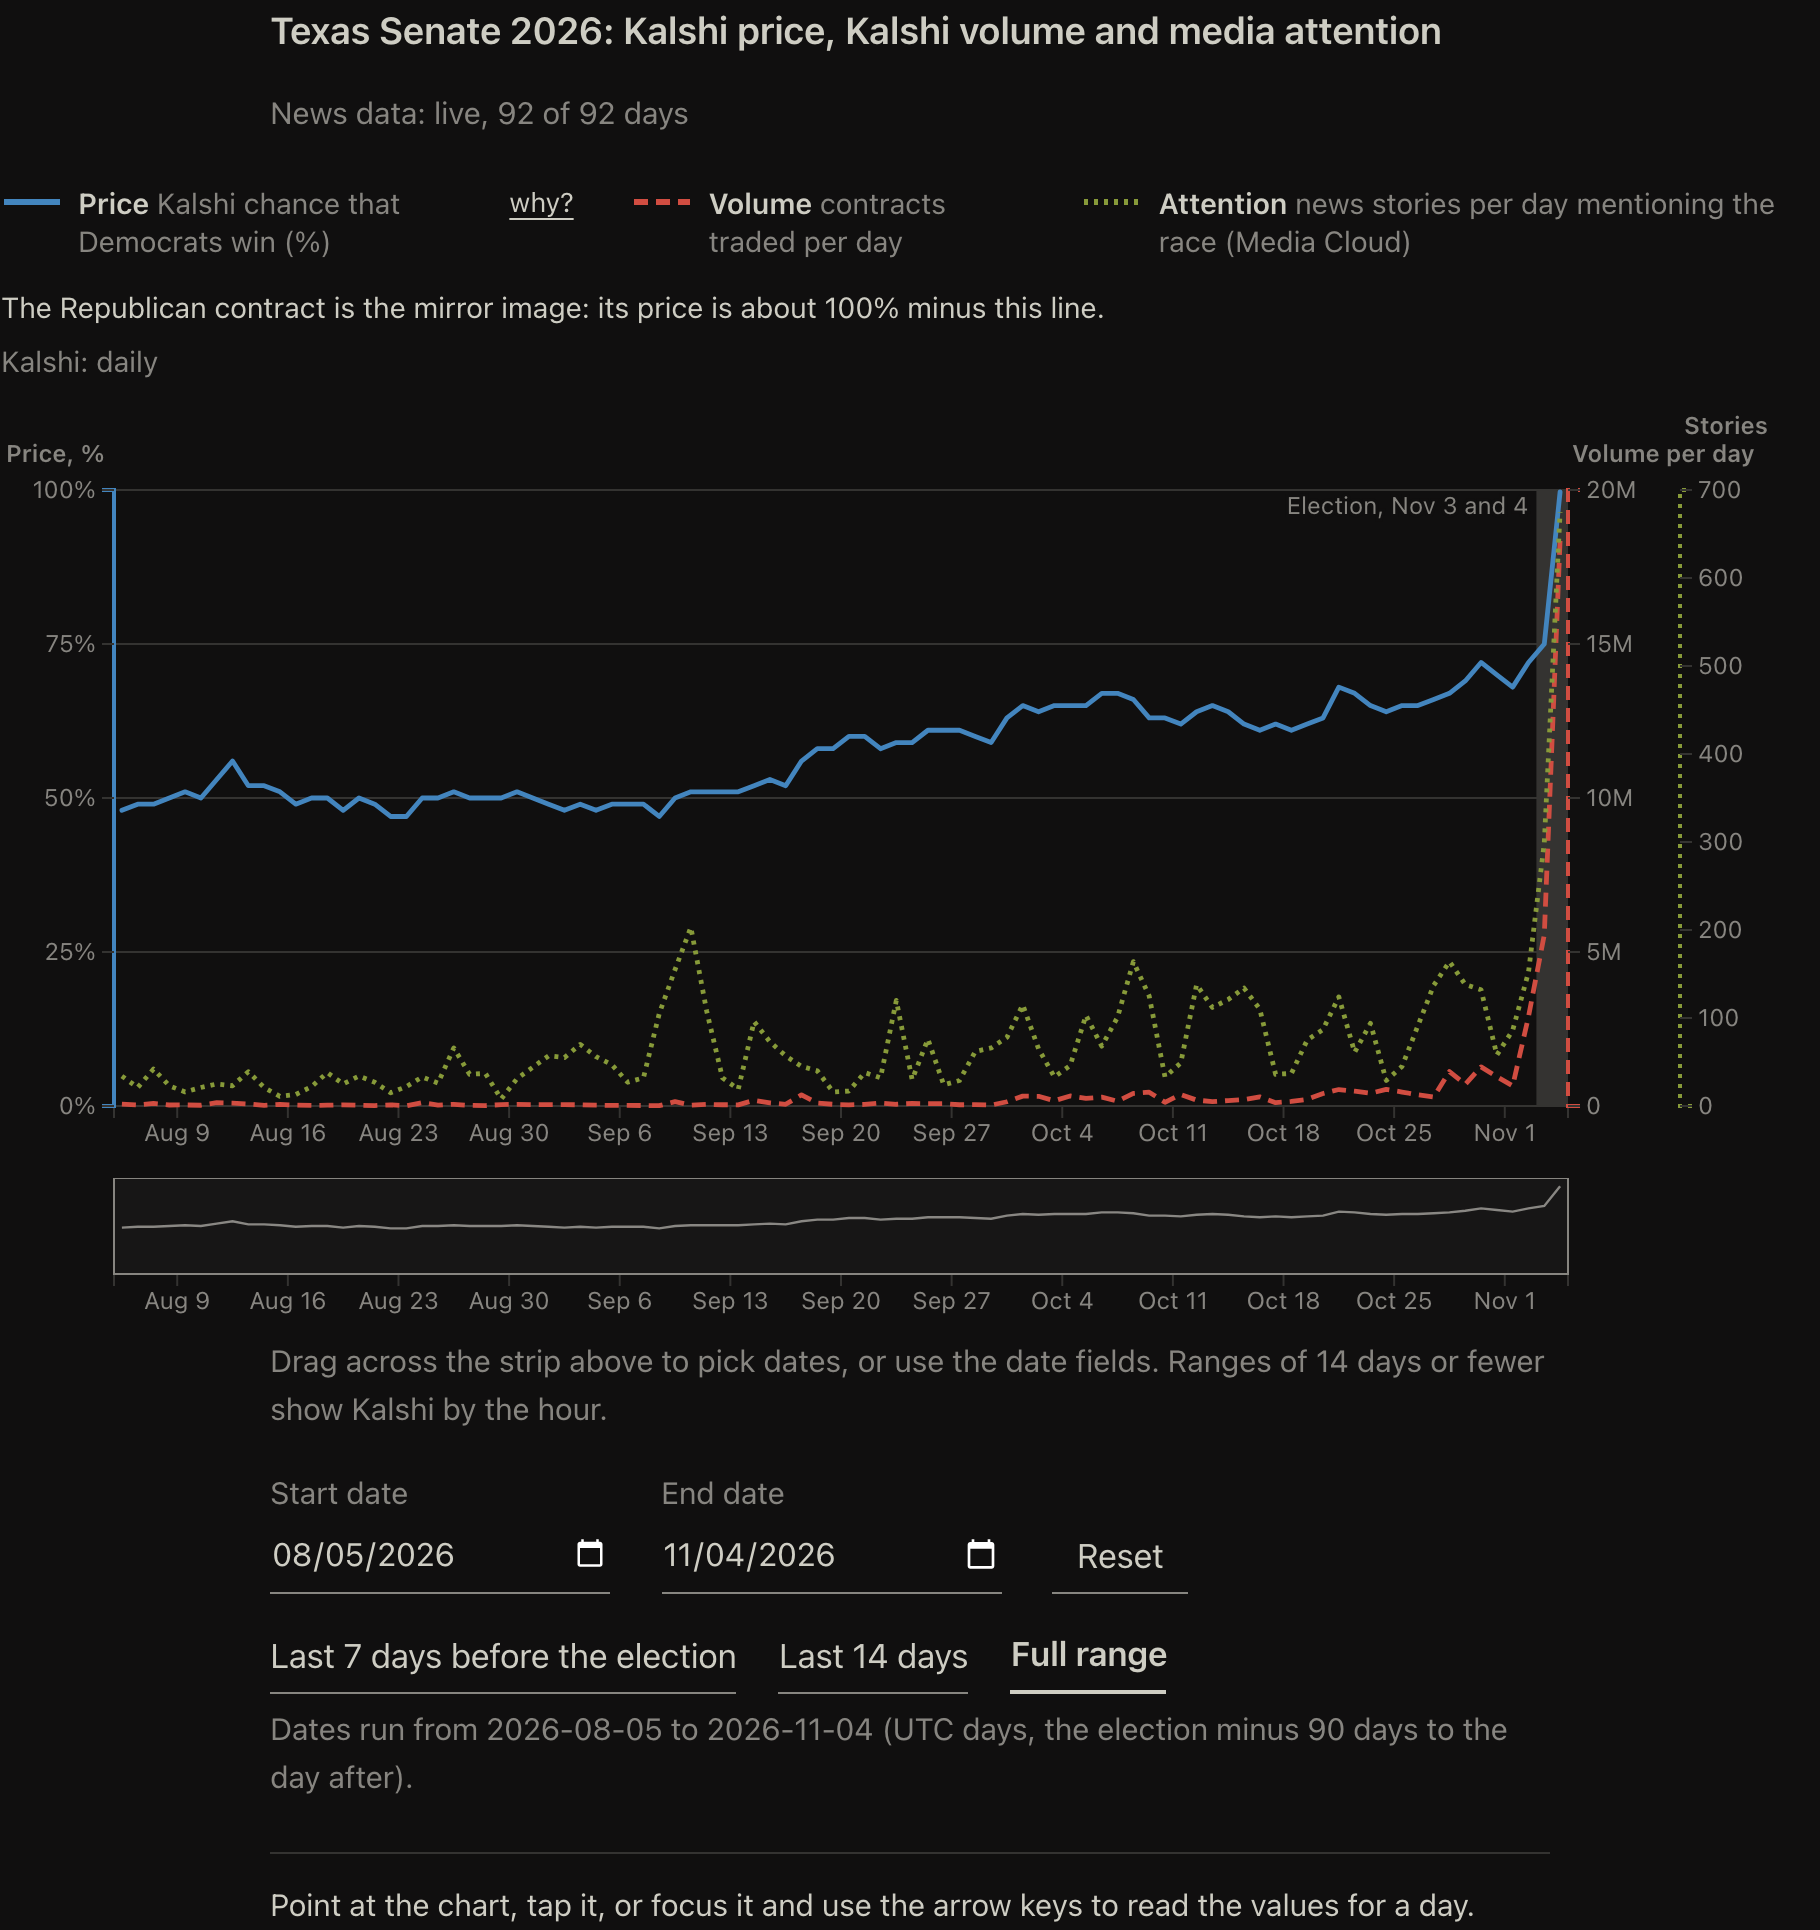 Texas Senate 2026: Kalshi price, Kalshi volume and media attention
News data: live, 92 of 92 days
Price Kalshi chance that
Democrats win (%)
why?
Volume contracts
traded per day
Attention news stories per day mentioning the
race (Media Cloud)
The Republican contract is the mirror image: its price is about 100% minus this line.
Kalshi: daily
Price, %
Stories
Volume per day
100%
75%
50%
25%
0%
Election, Nov 3 and 4
20M
15M
10M
5M
0
700
600
500
400
300
200
100
0
Aug 9 Aug 16 Aug 23 Aug 30 Sep 6 Sep 13 Sep 20 Sep 27 Oct 4 Oct 11 Oct 18 Oct 25 Nov 1
Aug 9 Aug 16 Aug 23 Aug 30 Sep 6 Sep 13 Sep 20 Sep 27 Oct 4 Oct 11 Oct 18 Oct 25 Nov 1
Drag across the strip above to pick dates, or use the date fields. Ranges of 14 days or fewer
show Kalshi by the hour.
Start date
08/05/2026
End date
11/04/2026
Reset
Last 7 days before the election
Last 14 days
Full range
Dates run from 2026-08-05 to 2026-11-04 (UTC days, the election minus 90 days to the
day after).
Point at the chart, tap it, or focus it and use the arrow keys to read the values for a day.